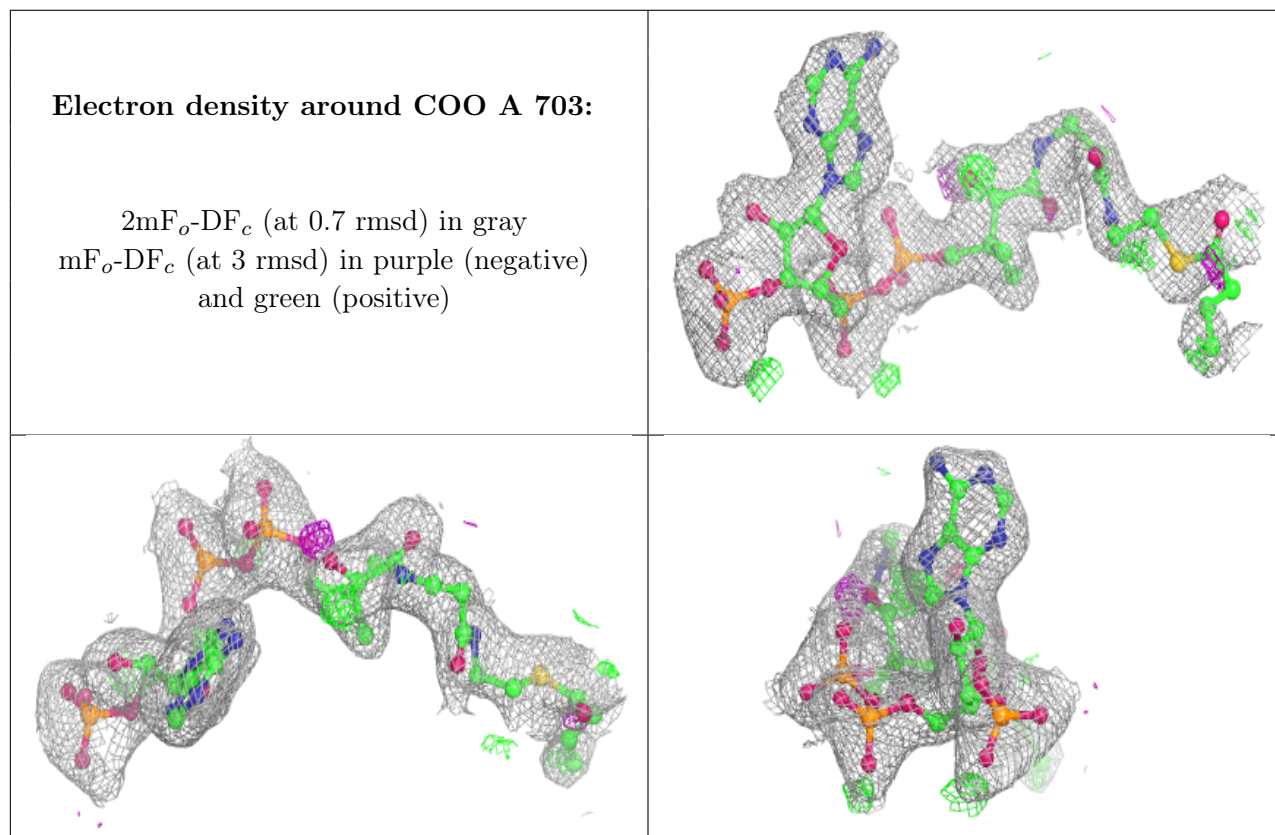 Electron density around COO A 703:
2mFo-DFc (at 0.7 rmsd) in gray
mFo-DFc (at 3 rmsd) in purple (negative)
and green (positive)